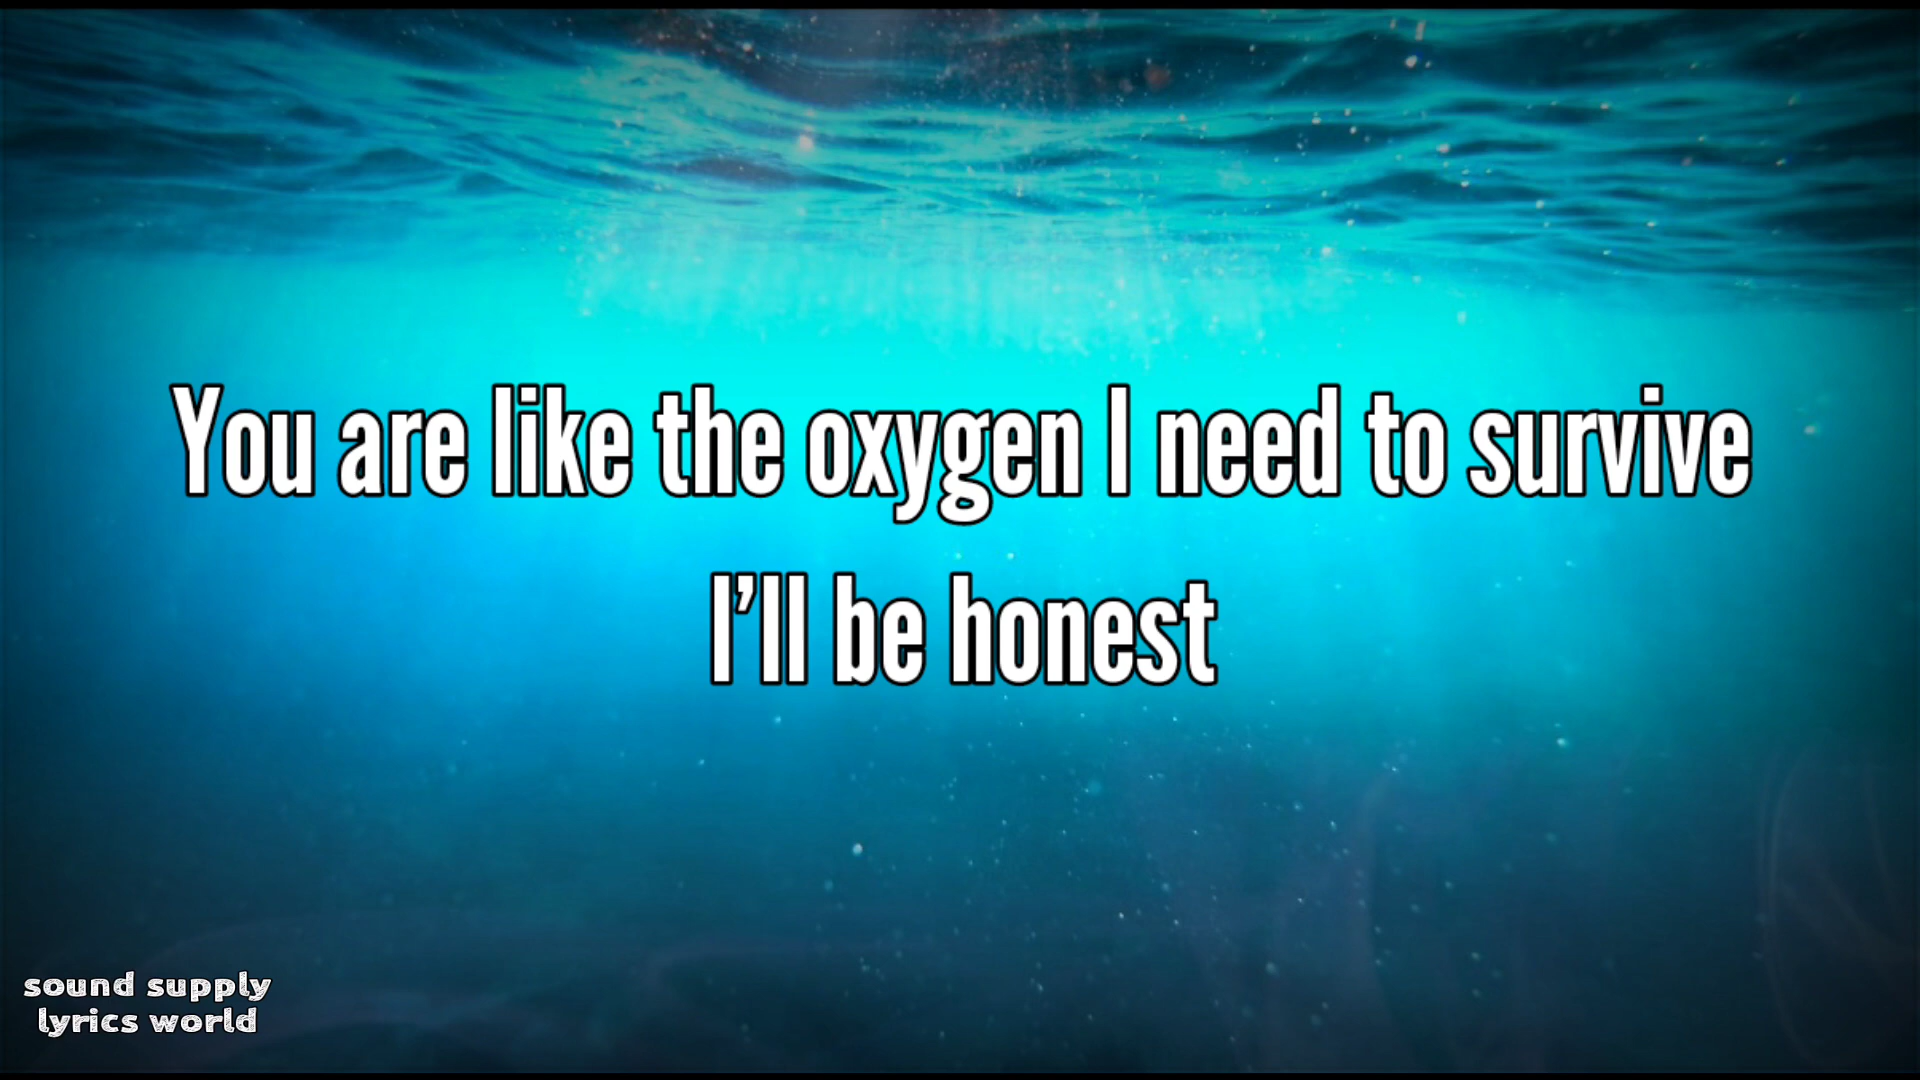 You are like the oxygen I need to survive
I’ll be honest
sound supply
lyrics world